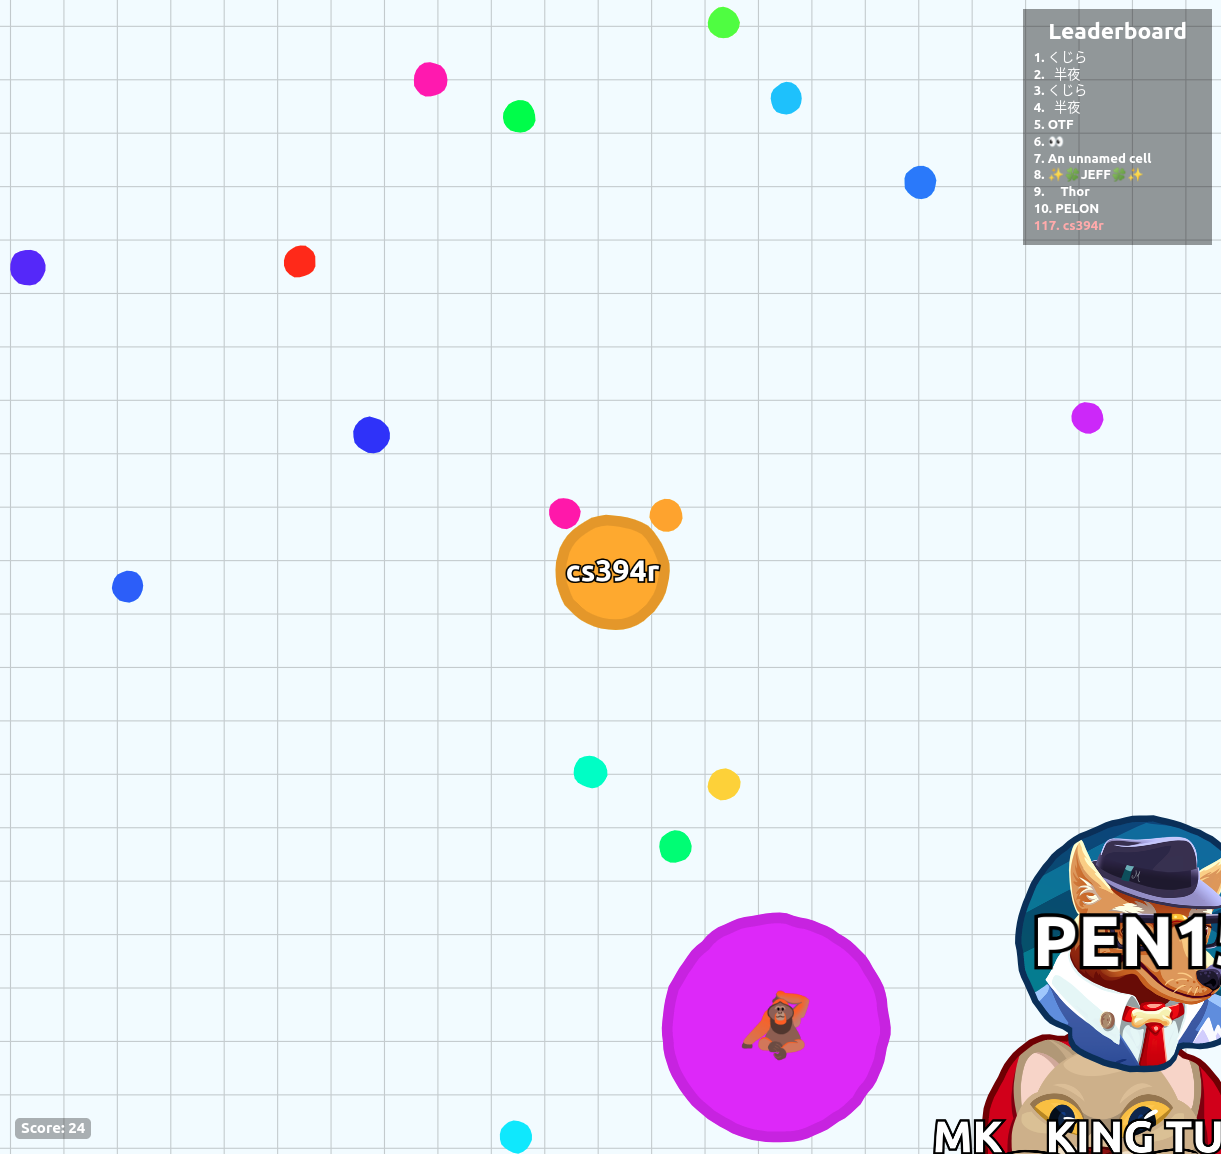 Leaderboard
1. くじら
2. 半夜
3. くじら
4. 半夜
5. OTF
6. 👀
7. An unnamed cell
8. ✨🍀JEFF🍀✨
9. Thor
10. PELON
117. cs394r
cs394r
PEN15
MK KING TU
Score: 24